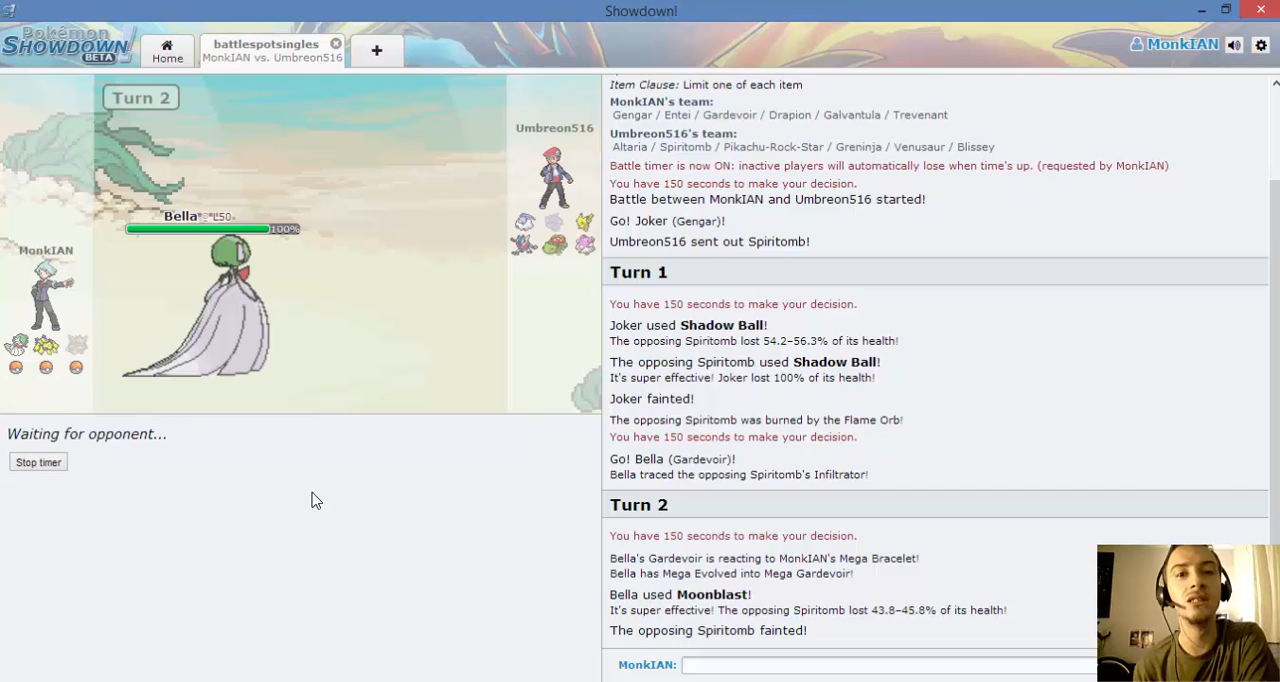 Showdown!
Pokémon
SHOWDOWN
BETA
Home
battlespotsingles
MonkIAN vs. Umbreon516
+
MonkIAN
Turn 2
Umbreon516
Bella L50
100%
MonkIAN
Waiting for opponent...
Stop timer
Item Clause: Limit one of each item
MonkIAN's team:
Gengar / Entei / Gardevoir / Drapion / Galvantula / Trevenant
Umbreon516's team:
Altaria / Spiritomb / Pikachu-Rock-Star / Greninja / Venusaur / Blissey
Battle timer is now ON: inactive players will automatically lose when time's up. (requested by MonkIAN)
You have 150 seconds to make your decision.
Battle between MonkIAN and Umbreon516 started!
Go! Joker (Gengar)!
Umbreon516 sent out Spiritomb!
Turn 1
You have 150 seconds to make your decision.
Joker used Shadow Ball!
The opposing Spiritomb lost 54.2–56.3% of its health!
The opposing Spiritomb used Shadow Ball!
It's super effective! Joker lost 100% of its health!
Joker fainted!
The opposing Spiritomb was burned by the Flame Orb!
You have 150 seconds to make your decision.
Go! Bella (Gardevoir)!
Bella traced the opposing Spiritomb's Infiltrator!
Turn 2
You have 150 seconds to make your decision.
Bella's Gardevoir is reacting to MonkIAN's Mega Bracelet!
Bella has Mega Evolved into Mega Gardevoir!
Bella used Moonblast!
It's super effective! The opposing Spiritomb lost 43.8–45.8% of its health!
The opposing Spiritomb fainted!
MonkIAN: